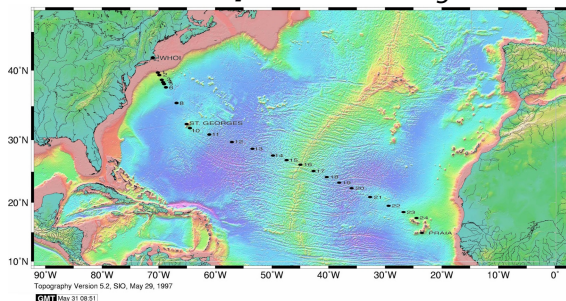 WHOI
40°N
6
8
ST. GEORGES
10
11
30°N
12
13
14
15
16
17
18
19
20
20°N
21
22
23
24
PRAIA
10°N
90°W 80°W 70°W 60°W 50°W 40°W 30°W 20°W 10°W 0°
Topography Version 5.2, SIO, May 29, 1997
GMT May 31 08:51